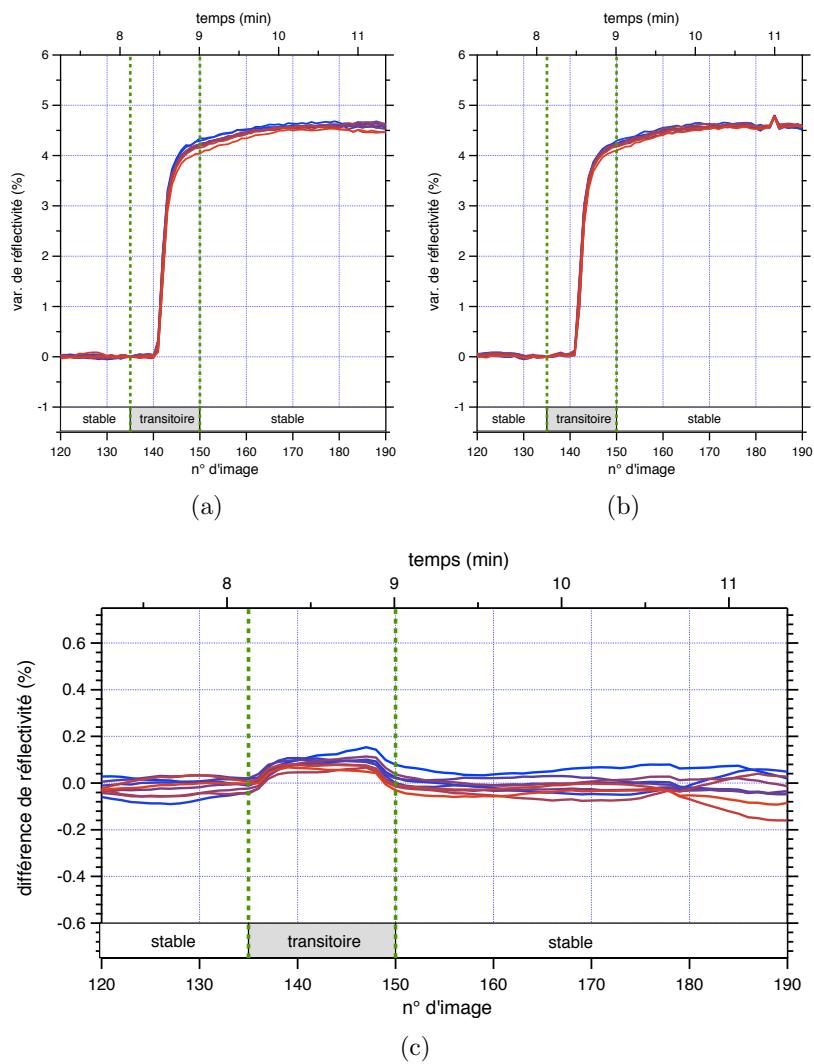 temps (min)
8 9 10 11
6
5
4
3
2
1
0
-1
var. de réflectivité (%)
stable transitoire stable
120 130 140 150 160 170 180 190
n° d'image
(a)
temps (min)
8 9 10 11
6
5
4
3
2
1
0
-1
var. de réflectivité (%)
stable transitoire stable
120 130 140 150 160 170 180 190
n° d'image
(b)
temps (min)
8 9 10 11
0.6
0.4
0.2
0.0
-0.2
-0.4
-0.6
différence de réflectivité (%)
stable transitoire stable
120 130 140 150 160 170 180 190
n° d'image
(c)